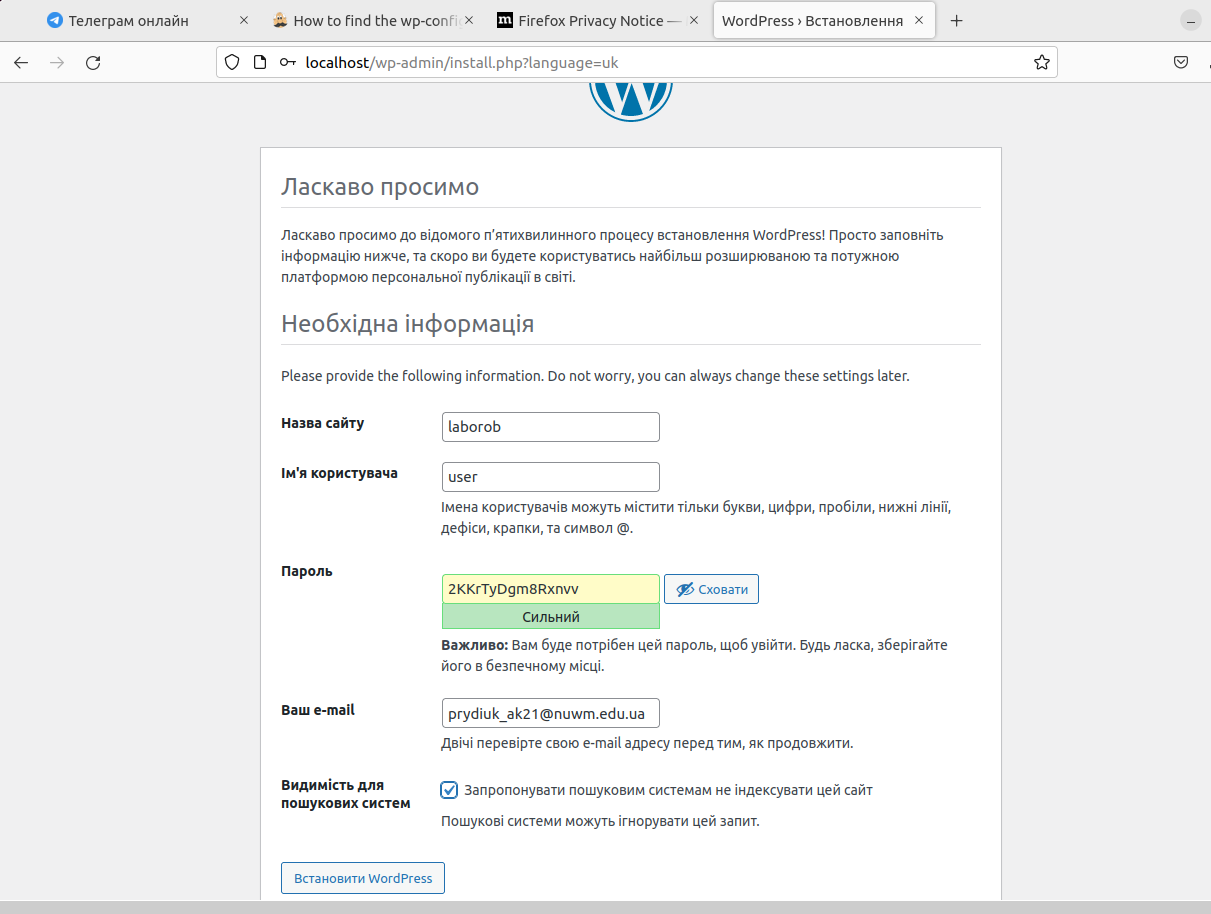 Телеграм онлайн
How to find the wp-config
Firefox Privacy Notice —
WordPress › Встановлення
localhost/wp-admin/install.php?language=uk
Ласкаво просимо
Ласкаво просимо до відомого п’ятихвилинного процесу встановлення WordPress! Просто заповніть
інформацію нижче, та скоро ви будете користуватись найбільш розширюваною та потужною
платформою персональної публікації в світі.
Необхідна інформація
Please provide the following information. Do not worry, you can always change these settings later.
Назва сайту
laborob
Ім'я користувача
user
Імена користувачів можуть містити тільки букви, цифри, пробіли, нижні лінії,
дефіси, крапки, та символ @.
Пароль
2KKrTyDgm8Rxnvv
Сховати
Сильний
Важливо: Вам буде потрібен цей пароль, щоб увійти. Будь ласка, зберігайте
його в безпечному місці.
Ваш e-mail
prydiuk_ak21@nuwm.edu.ua
Двічі перевірте свою e-mail адресу перед тим, як продовжити.
Видимість для
пошукових систем
Запропонувати пошуковим системам не індексувати цей сайт
Пошукові системи можуть ігнорувати цей запит.
Встановити WordPress